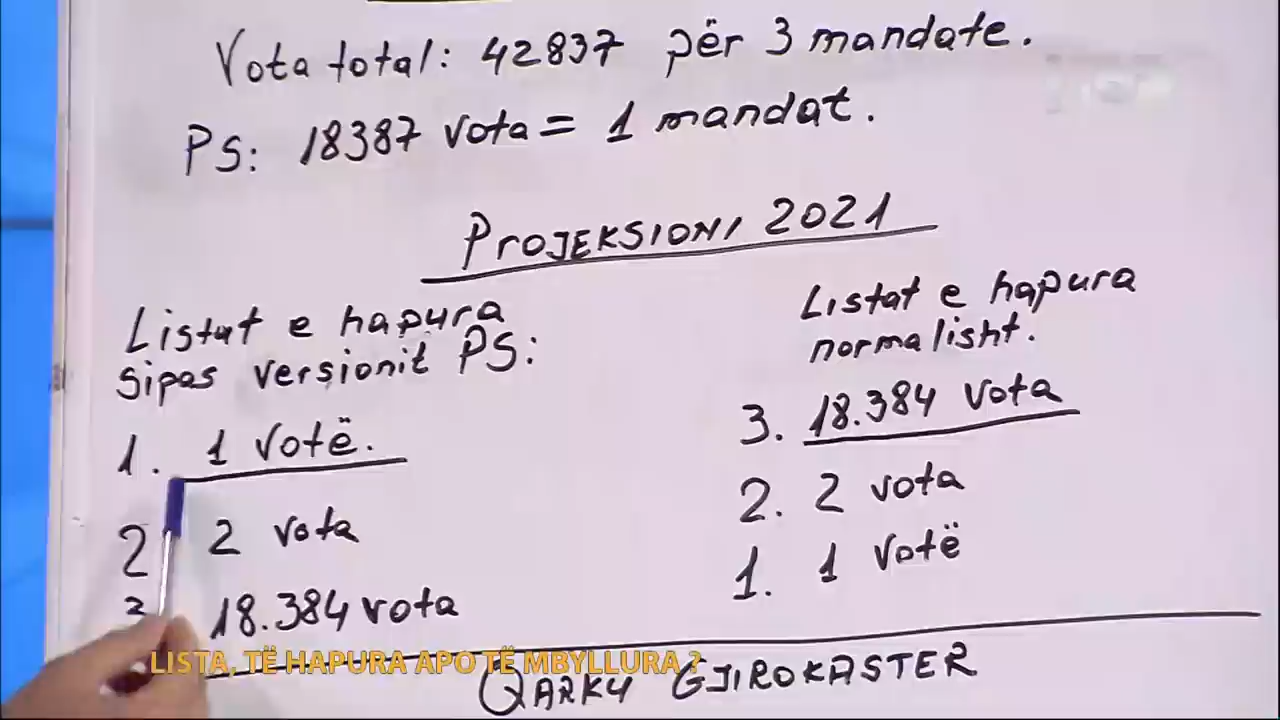 Vota total: 42837 për 3 mandate.
PS: 18387 vota = 1 mandat.
PROJEKSIONI 2021
Listat e hapura
sipas versionit PS:
1. 1 Votë.
2 2 vota
3 18.384 vota
Listat e hapura
normalisht.
3. 18.384 Vota
2. 2 vota
1. 1 Votë
LISTA, TË HAPURA APO TË MBYLLURA ?
QARKU GJIROKASTER